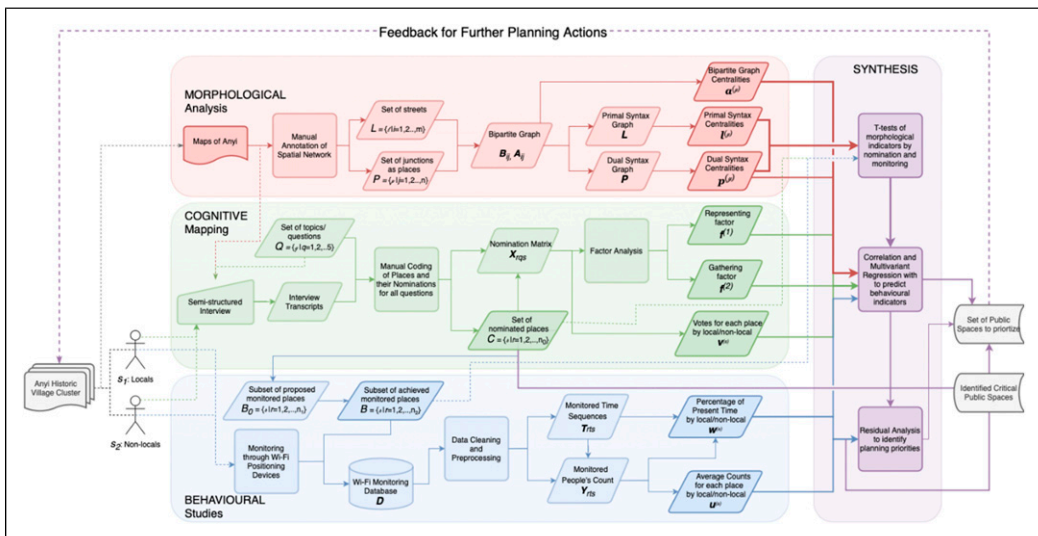 Feedback for Further Planning Actions
MORPHOLOGICAL
Analysis
Maps of Anyi
Manual
Annotation of
Spatial Network
Set of streets
Set of junctions
as places
Bipartite Graph
Primal Syntax
Graph
L
Dual Syntax
Graph
P
Bipartite Graph
Centralities
Primal Syntax
Centralities
Dual Syntax
Centralities
COGNITIVE
Mapping
Set of topics/
questions
Semi-structured
Interview
Interview
Transcripts
Manual Coding
of Places and
their Nominations
for all questions
Nomination Matrix
Set of
nominated places
Factor Analysis
Representing
factor
f(1)
Gathering
factor
f(2)
Votes for each place
by local/non-local
Anyi Historic
Village Cluster
S1: Locals
S2: Non-locals
Subset of proposed
monitored places
Subset of achieved
monitored places
Monitoring
through Wi-Fi
Positioning
Devices
Wi-Fi Monitoring
Database
D
Data Cleaning
and
Preprocessing
Monitored Time
Sequences
Trts
Monitored
People's Count
Yrts
Percentage of
Present Time by
local/non-local
Average Counts
for each place
by local/non-local
BEHAVIOURAL
Studies
SYNTHESIS
T-tests of
morphological
indicators by
nomination and
monitoring
Correlation and
Multivariant
Regression with
to predict
behavioural
indicators
Residual Analysis
to identify
planning priorities
Set of Public
Spaces to prioritize
Identified Critical
Public Spaces